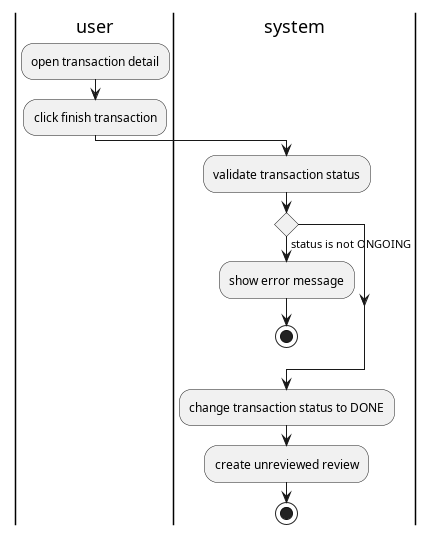 user
system
open transaction detail
click finish transaction
validate transaction status
status is not ONGOING
show error message
change transaction status to DONE
create unreviewed review